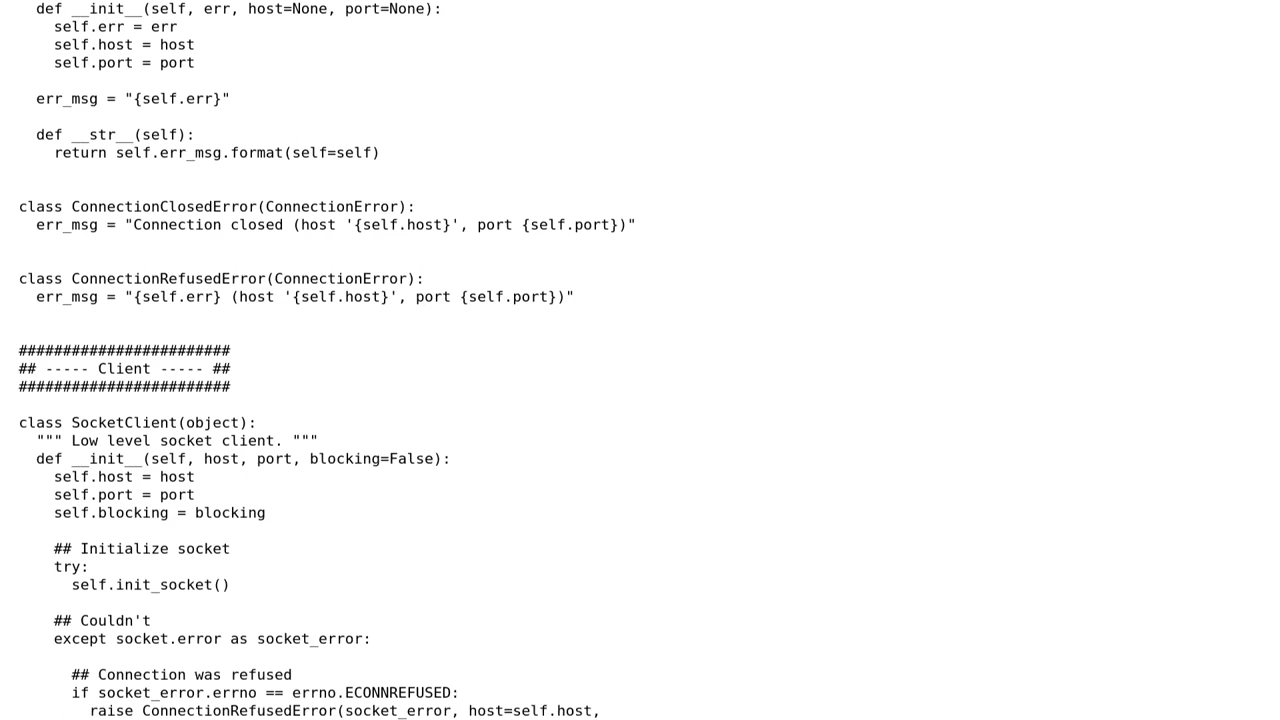 def __init__(self, err, host=None, port=None):
    self.err = err
    self.host = host
    self.port = port

  err_msg = "{self.err}"

  def __str__(self):
    return self.err_msg.format(self=self)


class ConnectionClosedError(ConnectionError):
  err_msg = "Connection closed (host '{self.host}', port {self.port})"


class ConnectionRefusedError(ConnectionError):
  err_msg = "{self.err} (host '{self.host}', port {self.port})"


########################
## ----- Client ----- ##
########################

class SocketClient(object):
  """ Low level socket client. """
  def __init__(self, host, port, blocking=False):
    self.host = host
    self.port = port
    self.blocking = blocking

    ## Initialize socket
    try:
      self.init_socket()

    ## Couldn't
    except socket.error as socket_error:

      ## Connection was refused
      if socket_error.errno == errno.ECONNREFUSED:
        raise ConnectionRefusedError(socket_error, host=self.host,